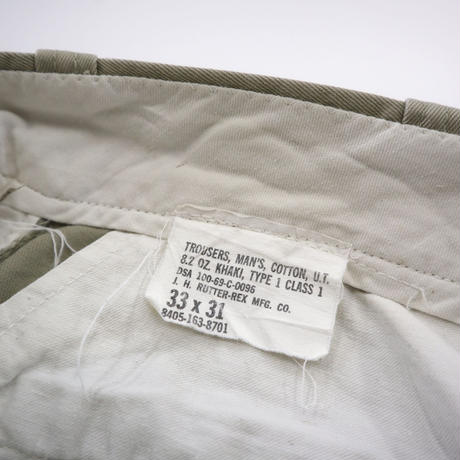 TROUSERS, MAN'S, COTTON, U.T.
8.2 OZ. KHAKI, TYPE 1 CLASS 1
DSA 100-69-C-0096
J. H. RUTTER-REX MFG. CO.
33 x 31
8405-163-8701